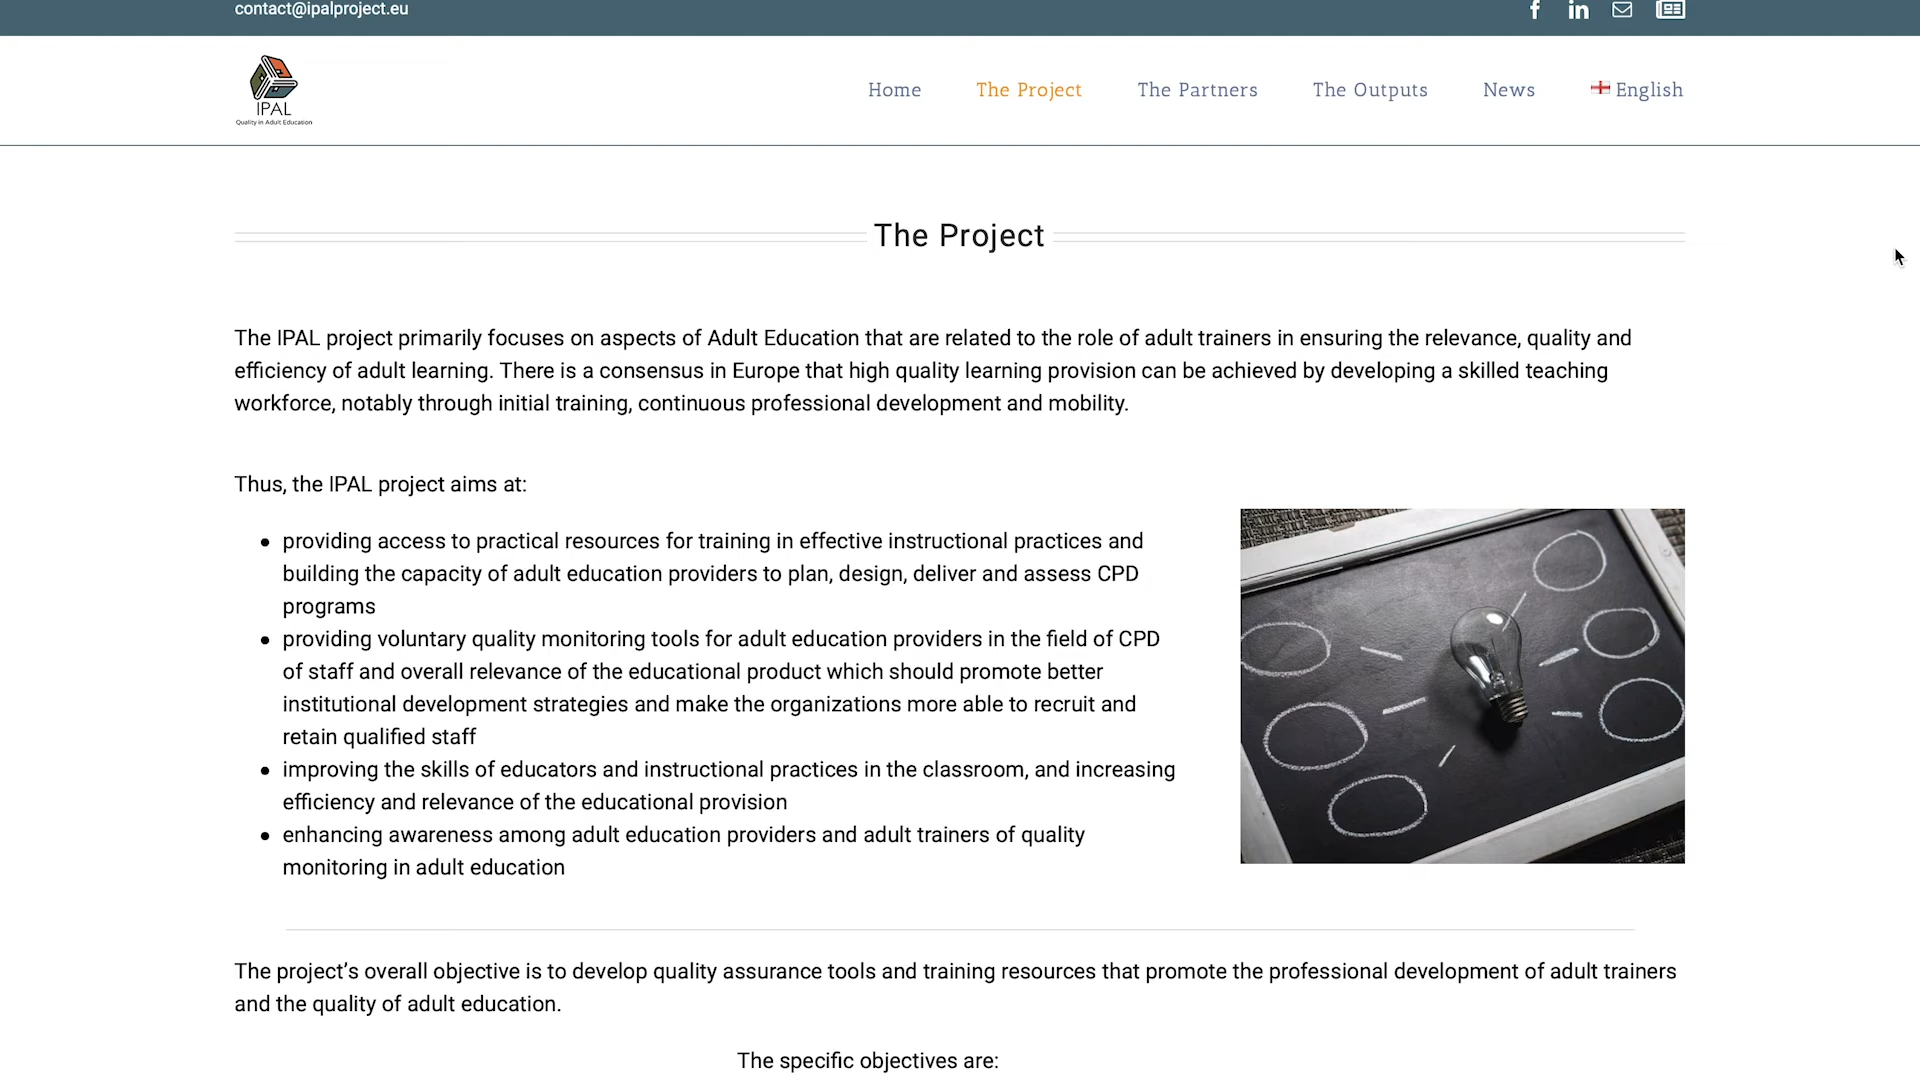 contact@ipalproject.eu
IPAL
Quality in Adult Education
Home
The Project
The Partners
The Outputs
News
English
The Project
The IPAL project primarily focuses on aspects of Adult Education that are related to the role of adult trainers in ensuring the relevance, quality and
efficiency of adult learning. There is a consensus in Europe that high quality learning provision can be achieved by developing a skilled teaching
workforce, notably through initial training, continuous professional development and mobility.
Thus, the IPAL project aims at:
• providing access to practical resources for training in effective instructional practices and
building the capacity of adult education providers to plan, design, deliver and assess CPD
programs
• providing voluntary quality monitoring tools for adult education providers in the field of CPD
of staff and overall relevance of the educational product which should promote better
institutional development strategies and make the organizations more able to recruit and
retain qualified staff
• improving the skills of educators and instructional practices in the classroom, and increasing
efficiency and relevance of the educational provision
• enhancing awareness among adult education providers and adult trainers of quality
monitoring in adult education
The project’s overall objective is to develop quality assurance tools and training resources that promote the professional development of adult trainers
and the quality of adult education.
The specific objectives are: